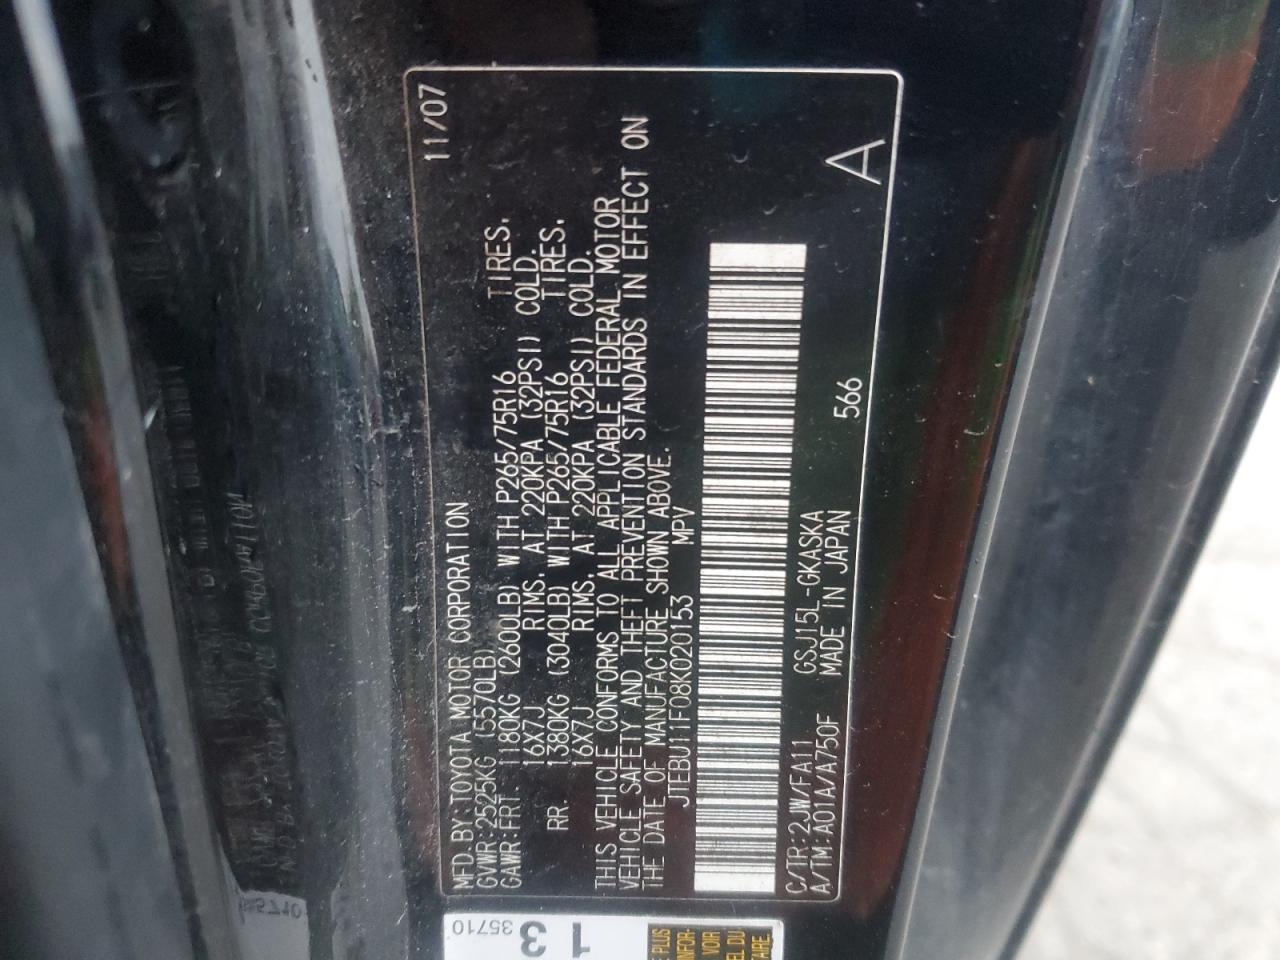 MFD.BY:TOYOTA MOTOR CORPORATION 11/07
GVWR:2525KG (5570LB)
GAWR:FRT 1180KG (2600LB) WITH P265/75R16 TIRES.
16X7J RIMS. AT 220KPA (32PSI) COLD.
RR. 1380KG (3040LB) WITH P265/75R16 TIRES.
16X7J RIMS. AT 220KPA (32PSI) COLD.
THIS VEHICLE CONFORMS TO ALL APPLICABLE FEDERAL MOTOR
VEHICLE SAFETY AND THEFT PREVENTION STANDARDS IN EFFECT ON
THE DATE OF MANUFACTURE SHOWN ABOVE.
JTEBU11F08K020153 MPV
C/TR:2JW/FA11 GSJ15L-GKASKA
A/TM:A01A/A750F MADE IN JAPAN 566 A
35710
13
PLUS
VOIR
EL DU